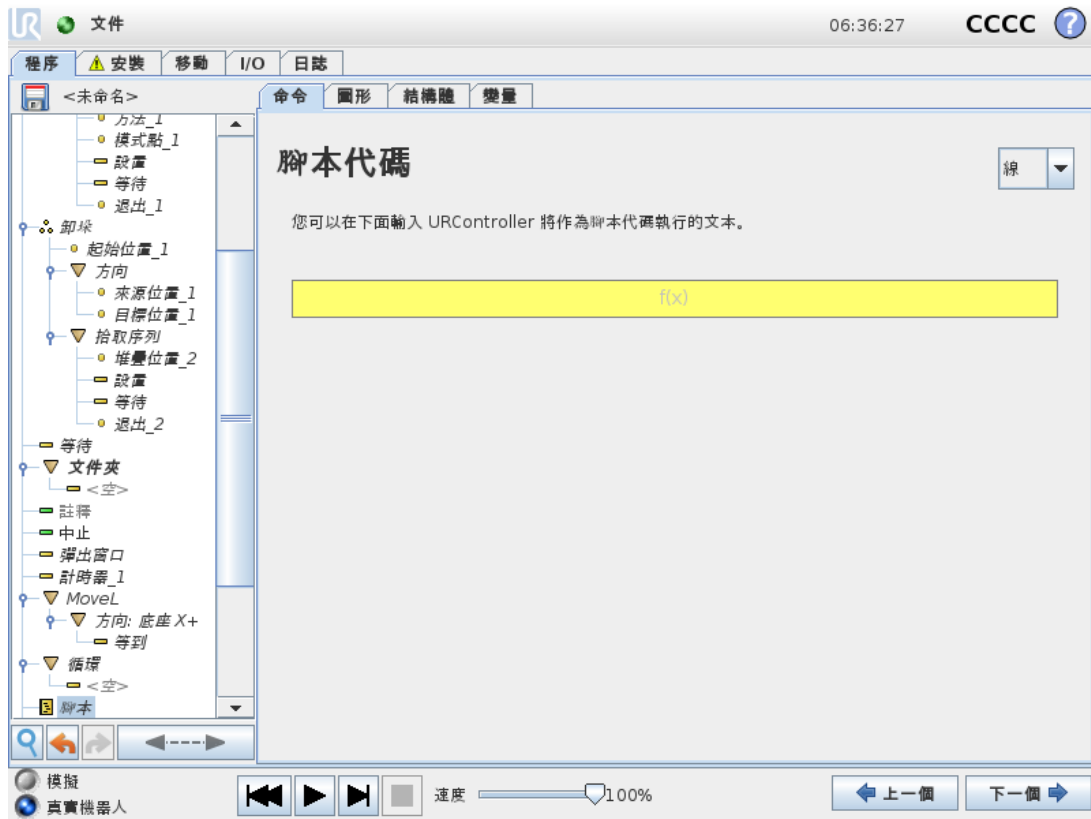 UR 文件 06:36:27 CCCC ?
程序 安裝 移動 I/O 日誌
<未命名> 命令 圖形 結構體 變量
方法_1
模式點_1
設置
等待
退出_1
卸垛
起始位置_1
方向
來源位置_1
目標位置_1
拾取序列
堆疊位置_2
設置
等待
退出_2
等待
文件夾
<空>
註釋
中止
彈出窗口
計時器_1
MoveL
方向: 底座 X+
等到
循環
<空>
腳本
腳本代碼
線
您可以在下面輸入 URController 將作為腳本代碼執行的文本。
f(x)
模擬
真實機器人
速度 100%
上一個 下一個